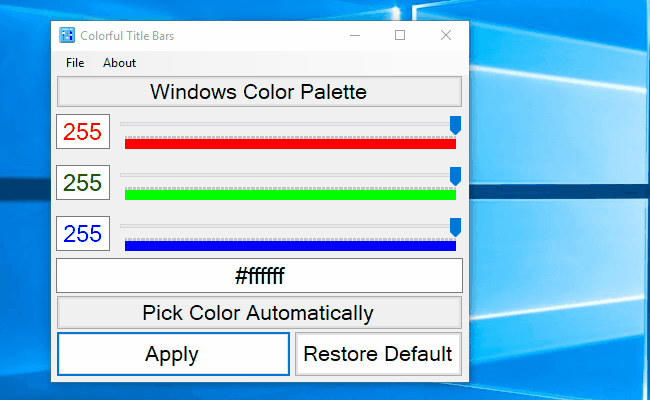 Colorful Title Bars
File About
Windows Color Palette
255
255
255
#ffffff
Pick Color Automatically
Apply Restore Default